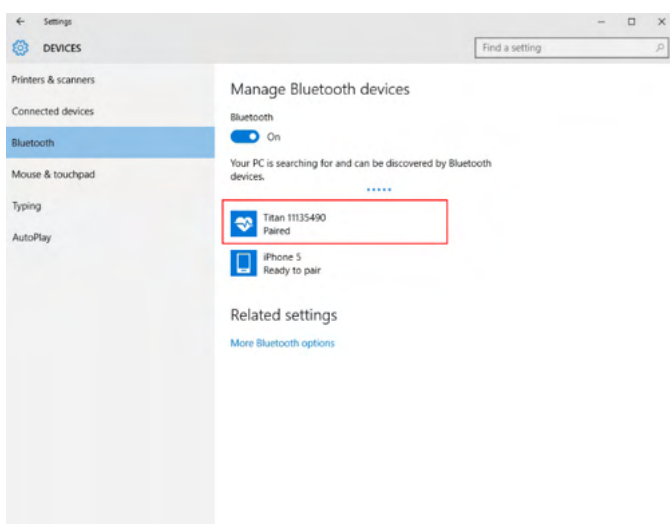 Settings
DEVICES
Find a setting
Printers & scanners
Connected devices
Bluetooth
Mouse & touchpad
Typing
AutoPlay
Manage Bluetooth devices
Bluetooth
On
Your PC is searching for and can be discovered by Bluetooth
devices.
Titan 11135490
Paired
iPhone 5
Ready to pair
Related settings
More Bluetooth options